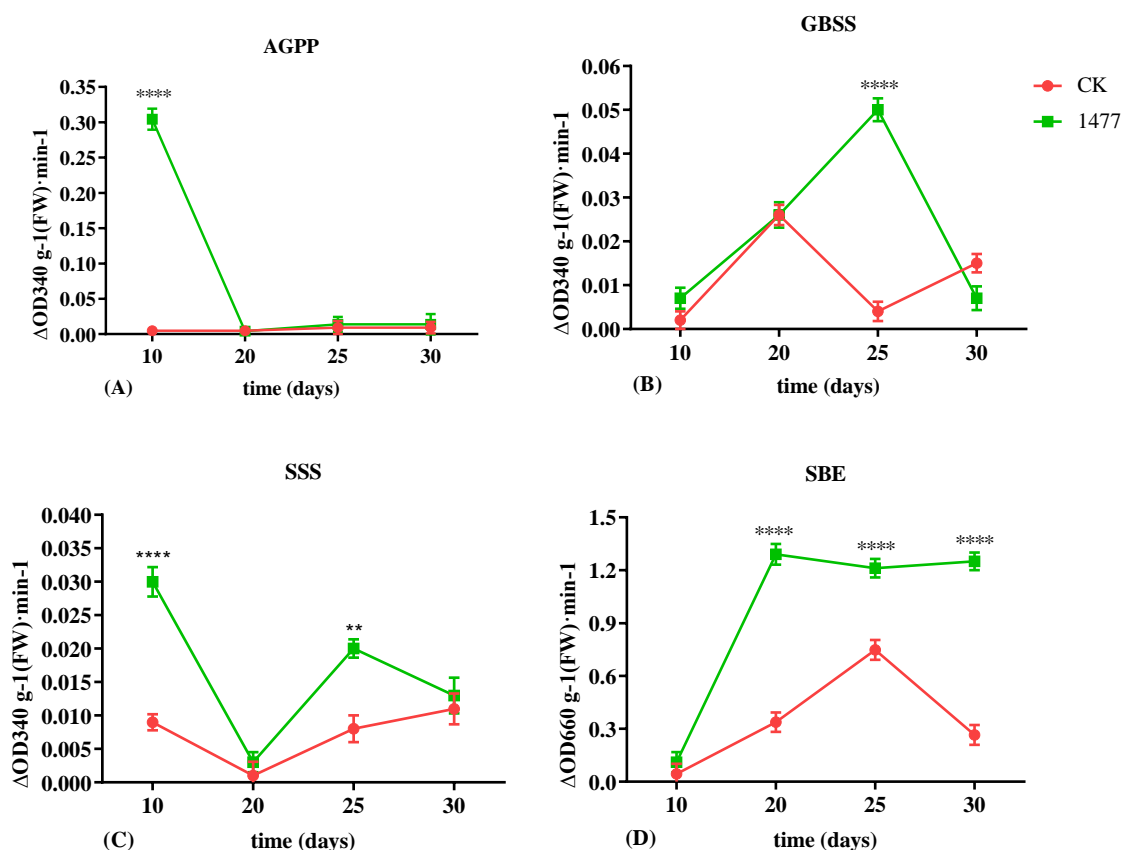 AGPP
****
0.35
0.30
0.25
0.20
0.15
0.10
0.05
0.00
ΔOD340 g-1(FW)·min-1
10 20 25 30
time (days)
(A)
GBSS
****
0.06
0.05
0.04
0.03
0.02
0.01
0.00
ΔOD340 g-1(FW)·min-1
10 20 25 30
time (days)
(B)
CK
1477
SSS
****
**
0.040
0.035
0.030
0.025
0.020
0.015
0.010
0.005
0.000
ΔOD340 g-1(FW)·min-1
10 20 25 30
time (days)
(C)
SBE
**** **** ****
1.5
1.2
0.9
0.6
0.3
0.0
ΔOD660 g-1(FW)·min-1
10 20 25 30
time (days)
(D)